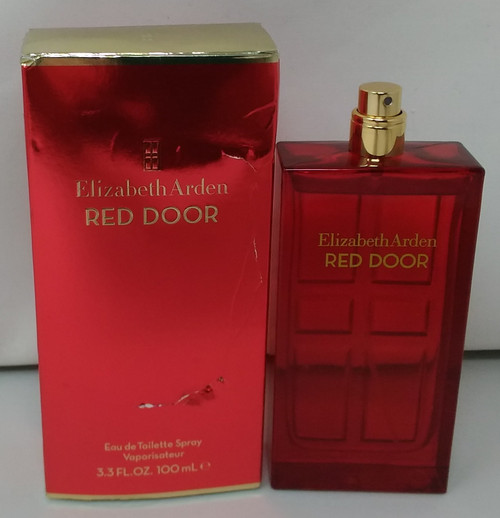 Elizabeth Arden
RED DOOR
Eau de Toilette Spray
Vaporisateur
3.3 FL.OZ. 100 mL ℮
Elizabeth Arden
RED DOOR